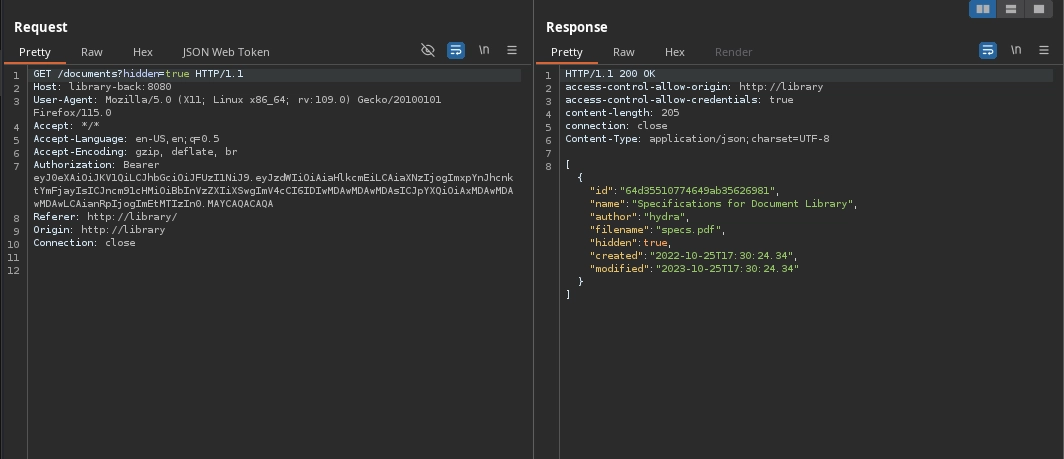 Request
Pretty Raw Hex JSON Web Token \n
1 GET /documents?hidden=true HTTP/1.1
2 Host: library-back:8080
3 User-Agent: Mozilla/5.0 (X11; Linux x86_64; rv:109.0) Gecko/20100101
Firefox/115.0
4 Accept: */*
5 Accept-Language: en-US,en;q=0.5
6 Accept-Encoding: gzip, deflate, br
7 Authorization: Bearer
eyJ0eXAiOiJKV1QiLCJhbGciOiJFUzI1NiJ9.eyJzdWIiOiAiaHlkcmEiLCAiaXNzIjogImxpYnJhcnk
tYmFjayIsICJncm91cHMiOiBbInVzZXIiXSwgImV4cCI6IDIwMDAwMDAwMDAsICJpYXQiOiAxMDAwMDA
wMDAwLCAianRpIjogImEtMTIzIn0.MAYCAQACAQA
8 Referer: http://library/
9 Origin: http://library
10 Connection: close
11
12
Response
Pretty Raw Hex Render \n
1 HTTP/1.1 200 OK
2 access-control-allow-origin: http://library
3 access-control-allow-credentials: true
4 content-length: 205
5 connection: close
6 Content-Type: application/json;charset=UTF-8
7
8 [
{
"id":"64d35510774649ab35626981",
"name":"Specifications for Document Library",
"author":"hydra",
"filename":"specs.pdf",
"hidden":true,
"created":"2022-10-25T17:30:24.34",
"modified":"2023-10-25T17:30:24.34"
}
]